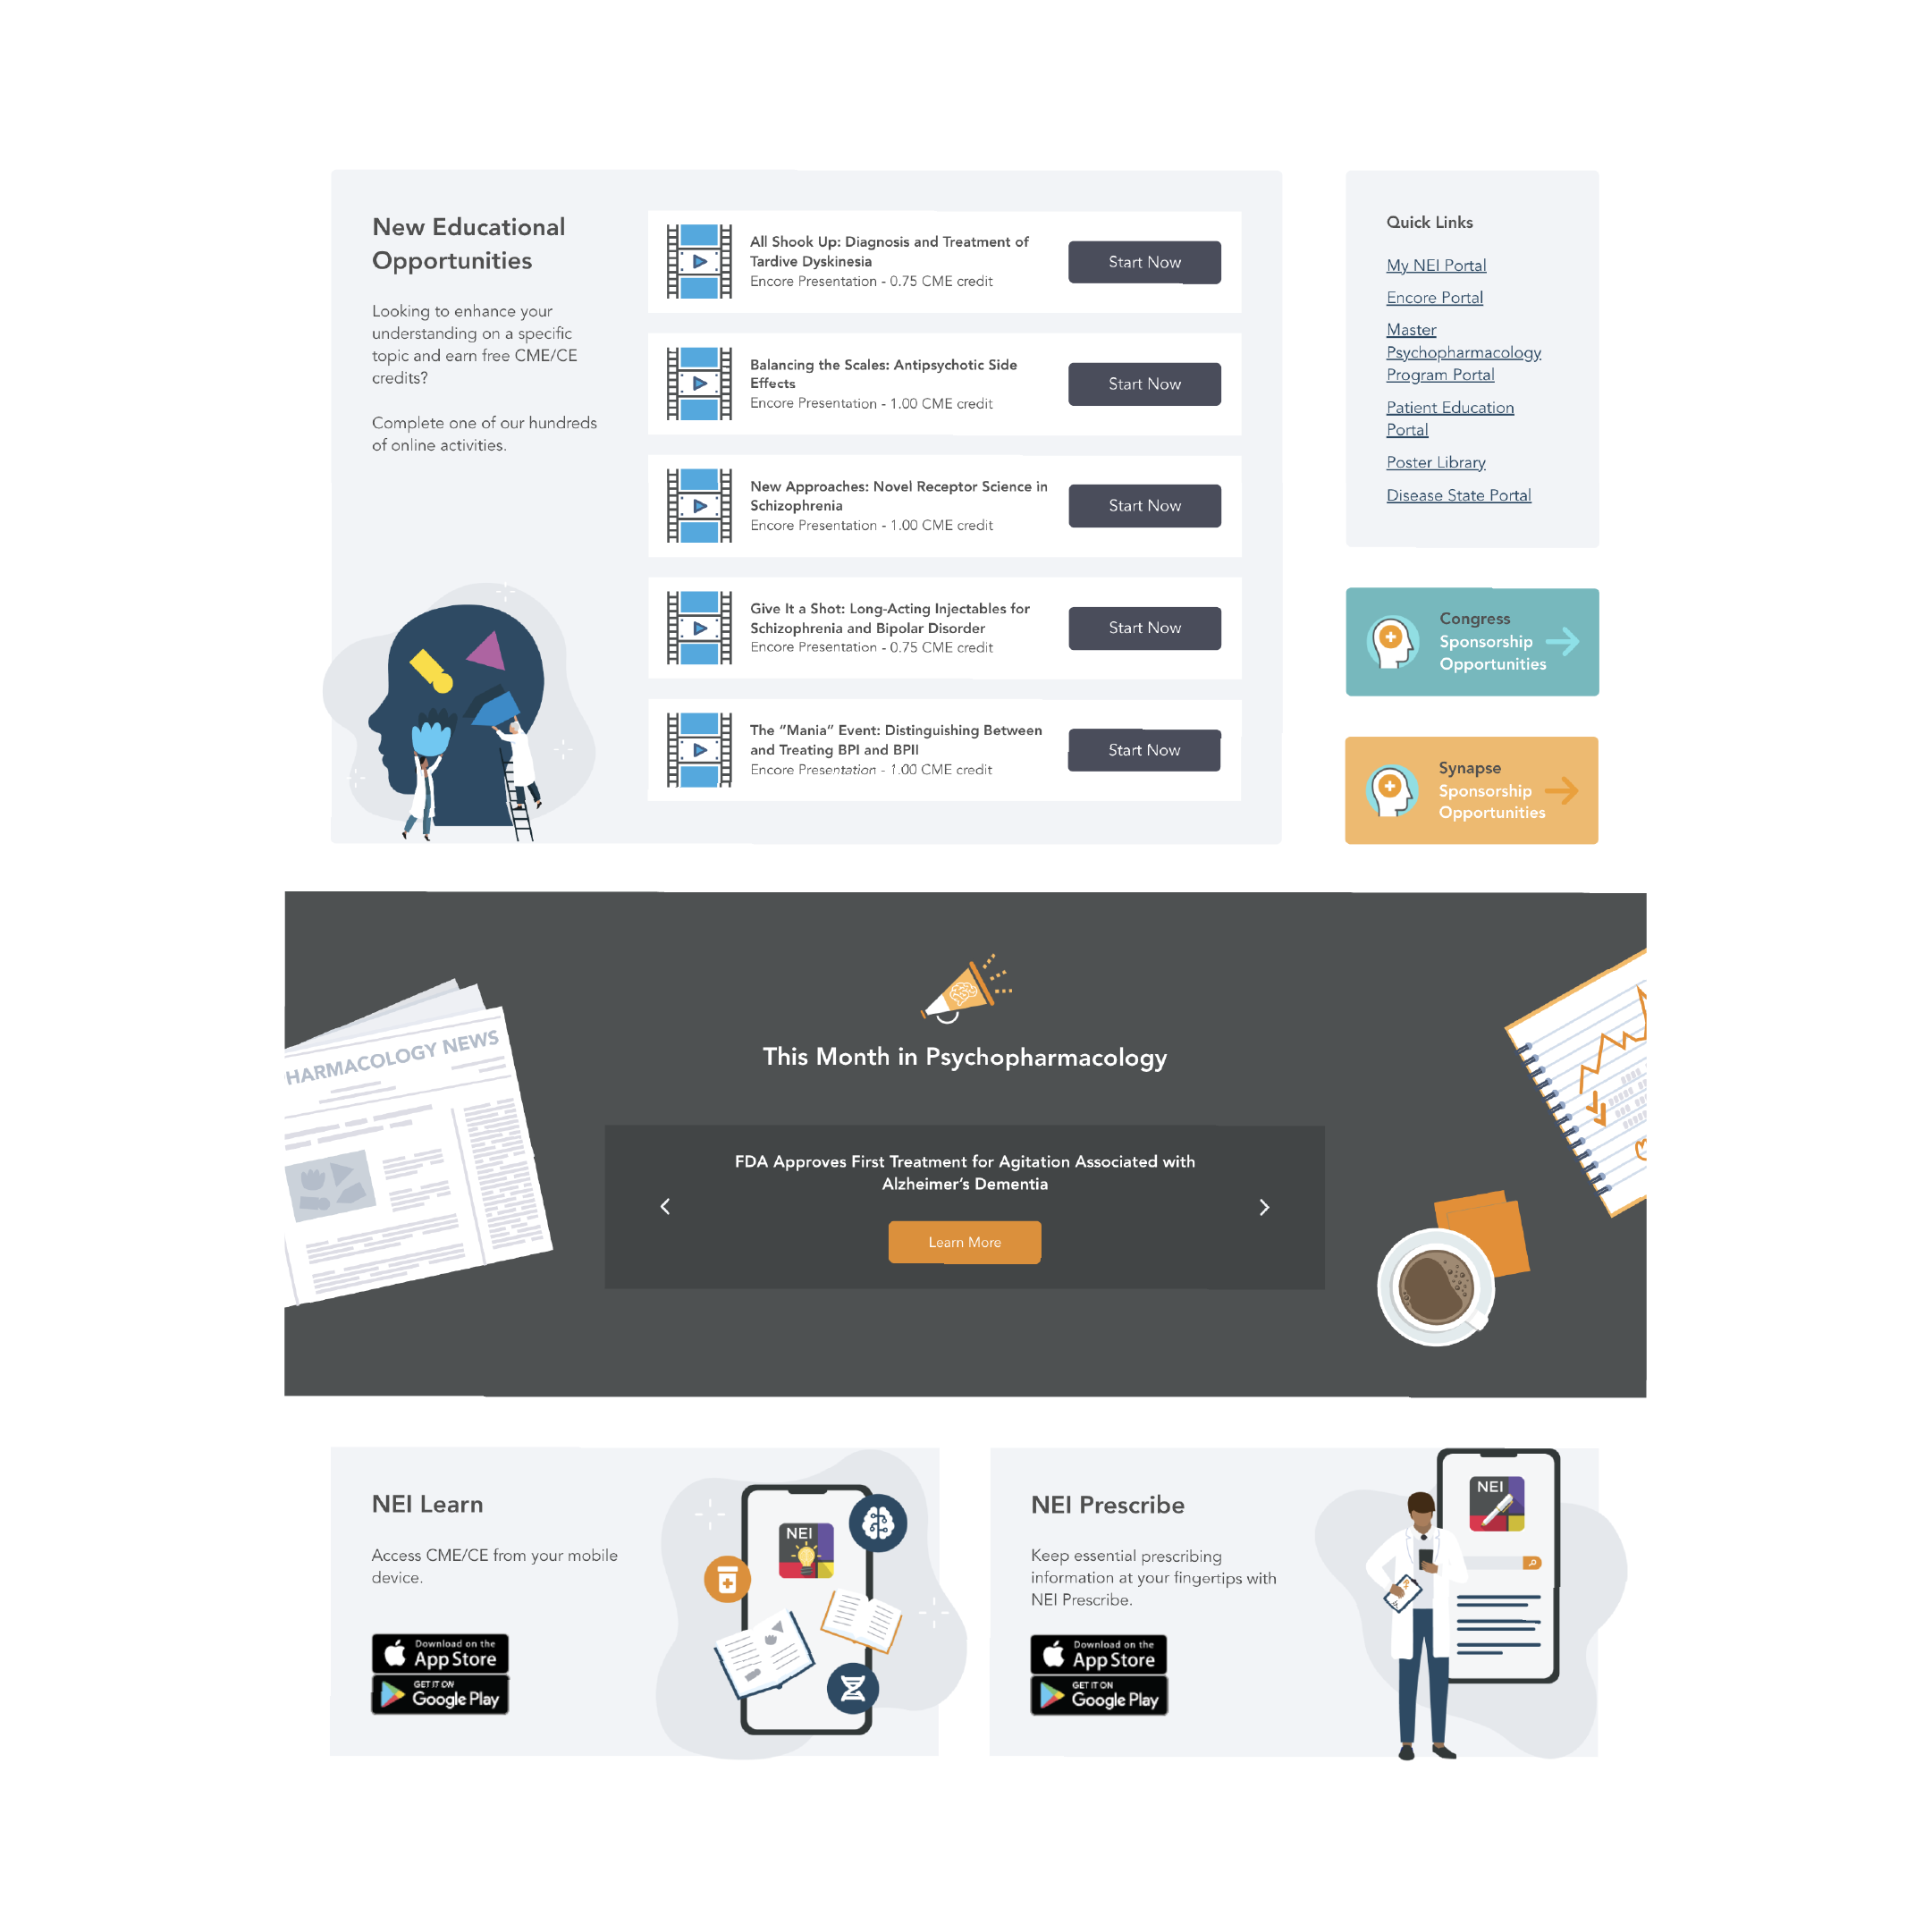 New Educational
Opportunities
Looking to enhance your
understanding on a specific
topic and earn free CME/CE
credits?
Complete one of our hundreds
of online activities.
All Shook Up: Diagnosis and Treatment of
Tardive Dyskinesia
Encore Presentation - 0.75 CME credit
Start Now
Balancing the Scales: Antipsychotic Side
Effects
Encore Presentation - 1.00 CME credit
Start Now
New Approaches: Novel Receptor Science in
Schizophrenia
Encore Presentation - 1.00 CME credit
Start Now
Give It a Shot: Long-Acting Injectables for
Schizophrenia and Bipolar Disorder
Encore Presentation - 0.75 CME credit
Start Now
The “Mania” Event: Distinguishing Between
and Treating BPI and BPII
Encore Presentation - 1.00 CME credit
Start Now
Quick Links
My NEI Portal
Encore Portal
Master
Psychopharmacology
Program Portal
Patient Education
Portal
Poster Library
Disease State Portal
Congress
Sponsorship
Opportunities
Synapse
Sponsorship
Opportunities
HARMACOLOGY NEWS
This Month in Psychopharmacology
FDA Approves First Treatment for Agitation Associated with
Alzheimer’s Dementia
Learn More
NEI Learn
Access CME/CE from your mobile
device.
Download on the
App Store
GET IT ON
Google Play
NEI
NEI Prescribe
Keep essential prescribing
information at your fingertips with
NEI Prescribe.
Download on the
App Store
GET IT ON
Google Play
NEI